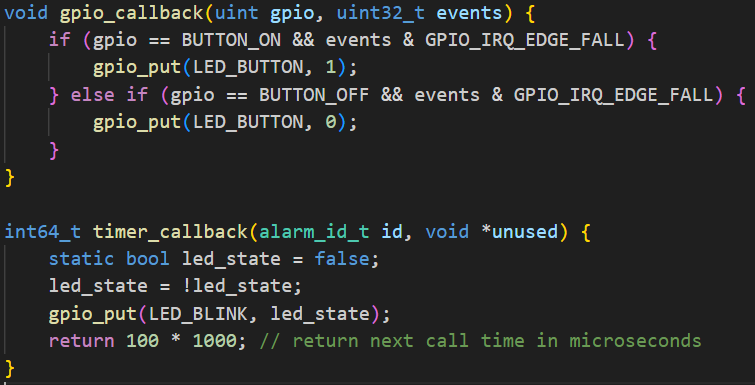 void gpio_callback(uint gpio, uint32_t events) {
    if (gpio == BUTTON_ON && events & GPIO_IRQ_EDGE_FALL) {
        gpio_put(LED_BUTTON, 1);
    } else if (gpio == BUTTON_OFF && events & GPIO_IRQ_EDGE_FALL) {
        gpio_put(LED_BUTTON, 0);
    }
}

int64_t timer_callback(alarm_id_t id, void *unused) {
    static bool led_state = false;
    led_state = !led_state;
    gpio_put(LED_BLINK, led_state);
    return 100 * 1000; // return next call time in microseconds
}